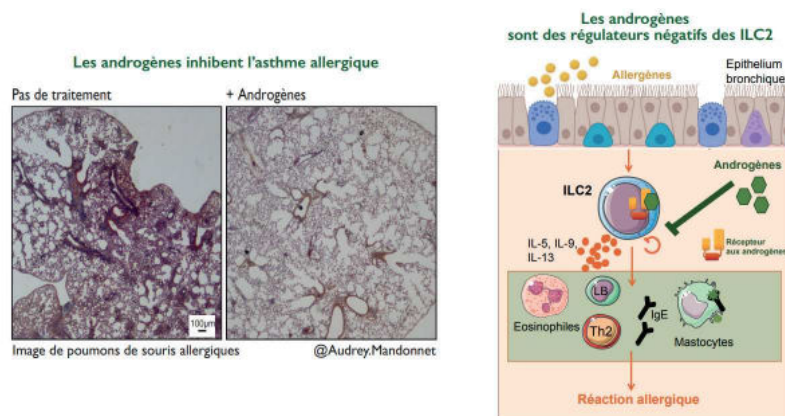 Les androgènes inhibent l'asthme allergique
Pas de traitement
+ Androgènes
100µm
Image de poumons de souris allergiques
@Audrey.Mandonnet
Les androgènes
sont des régulateurs négatifs des ILC2
Allergènes
Epithelium
bronchique
Androgènes
ILC2
IL-5, IL-9,
IL-13
Récepteur
aux androgènes
LB
Eosinophiles
Th2
IgE
Mastocytes
Réaction allergique